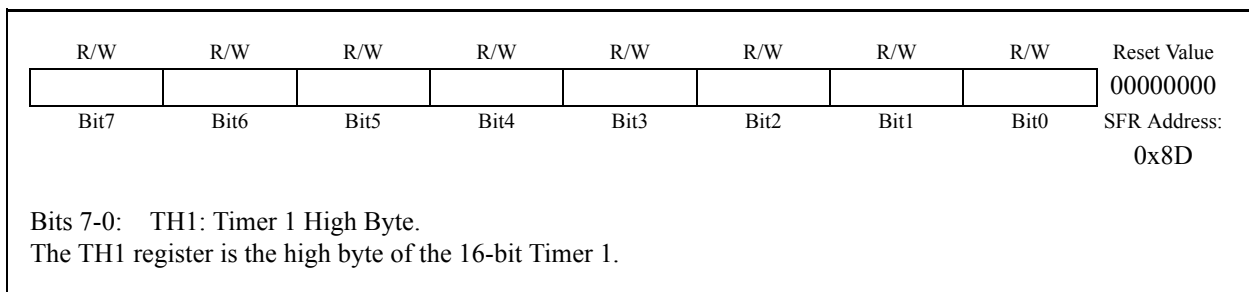 R/W R/W R/W R/W R/W R/W R/W R/W Reset Value
00000000
Bit7 Bit6 Bit5 Bit4 Bit3 Bit2 Bit1 Bit0 SFR Address:
0x8D
Bits 7-0: TH1: Timer 1 High Byte.
The TH1 register is the high byte of the 16-bit Timer 1.